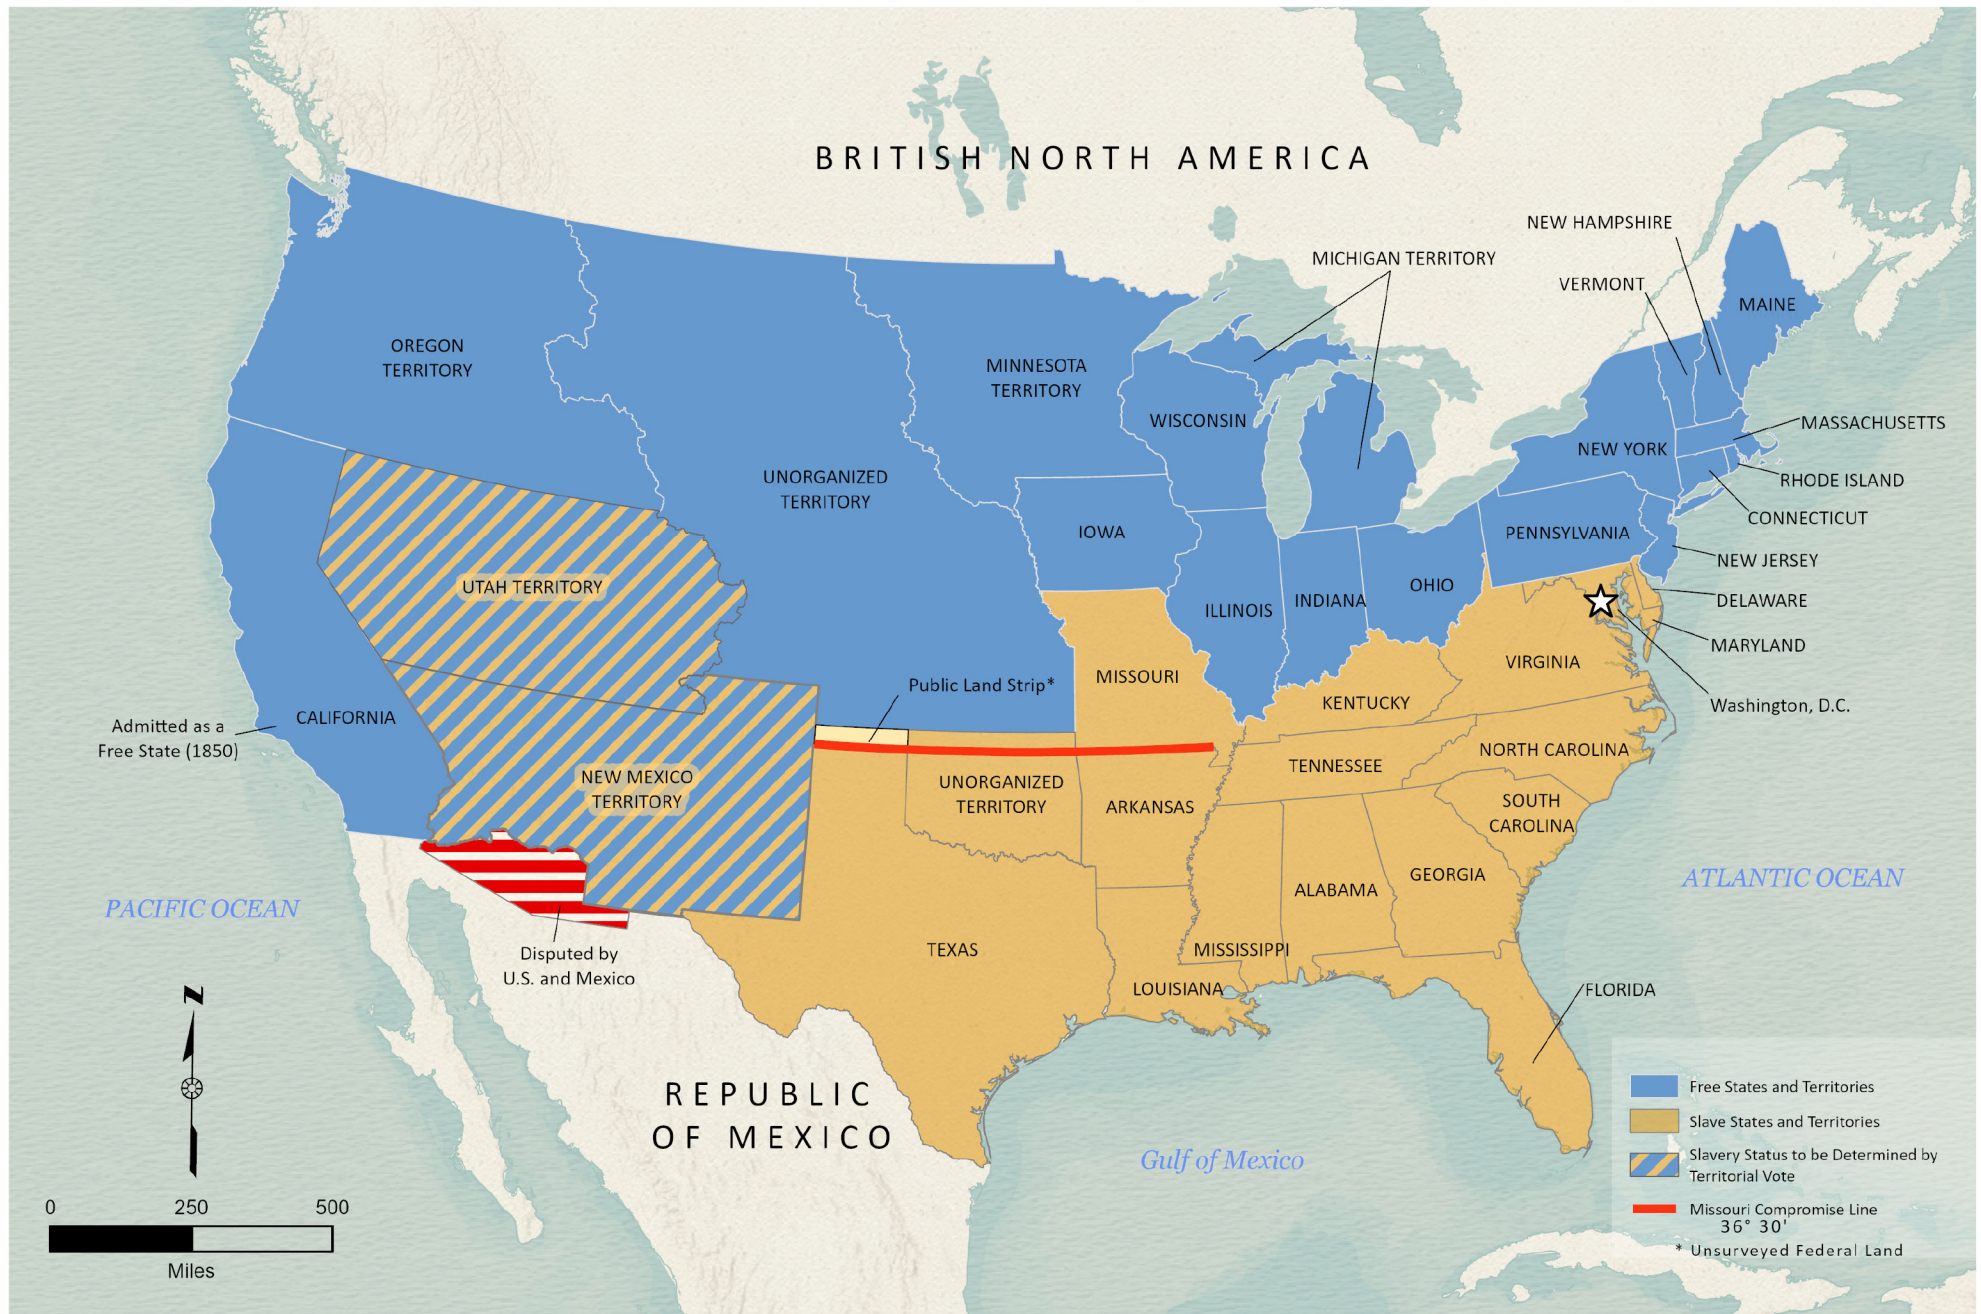 BRITISH NORTH AMERICA
NEW HAMPSHIRE
MICHIGAN TERRITORY
VERMONT
MAINE
OREGON
TERRITORY
MINNESOTA
TERRITORY
WISCONSIN
MASSACHUSETTS
NEW YORK
UNORGANIZED
TERRITORY
RHODE ISLAND
CONNECTICUT
IOWA
PENNSYLVANIA
NEW JERSEY
UTAH TERRITORY
OHIO
INDIANA
ILLINOIS
DELAWARE
MARYLAND
VIRGINIA
MISSOURI
Public Land Strip*
KENTUCKY
Washington, D.C.
CALIFORNIA
Admitted as a
Free State (1850)
NORTH CAROLINA
TENNESSEE
NEW MEXICO
TERRITORY
UNORGANIZED
TERRITORY
ARKANSAS
SOUTH
CAROLINA
GEORGIA
ALABAMA
ATLANTIC OCEAN
PACIFIC OCEAN
Disputed by
U.S. and Mexico
TEXAS
MISSISSIPPI
LOUISIANA
FLORIDA
N
REPUBLIC
OF MEXICO
Gulf of Mexico
Free States and Territories
Slave States and Territories
Slavery Status to be Determined by
Territorial Vote
Missouri Compromise Line
36° 30'
* Unsurveyed Federal Land
0 250 500
Miles